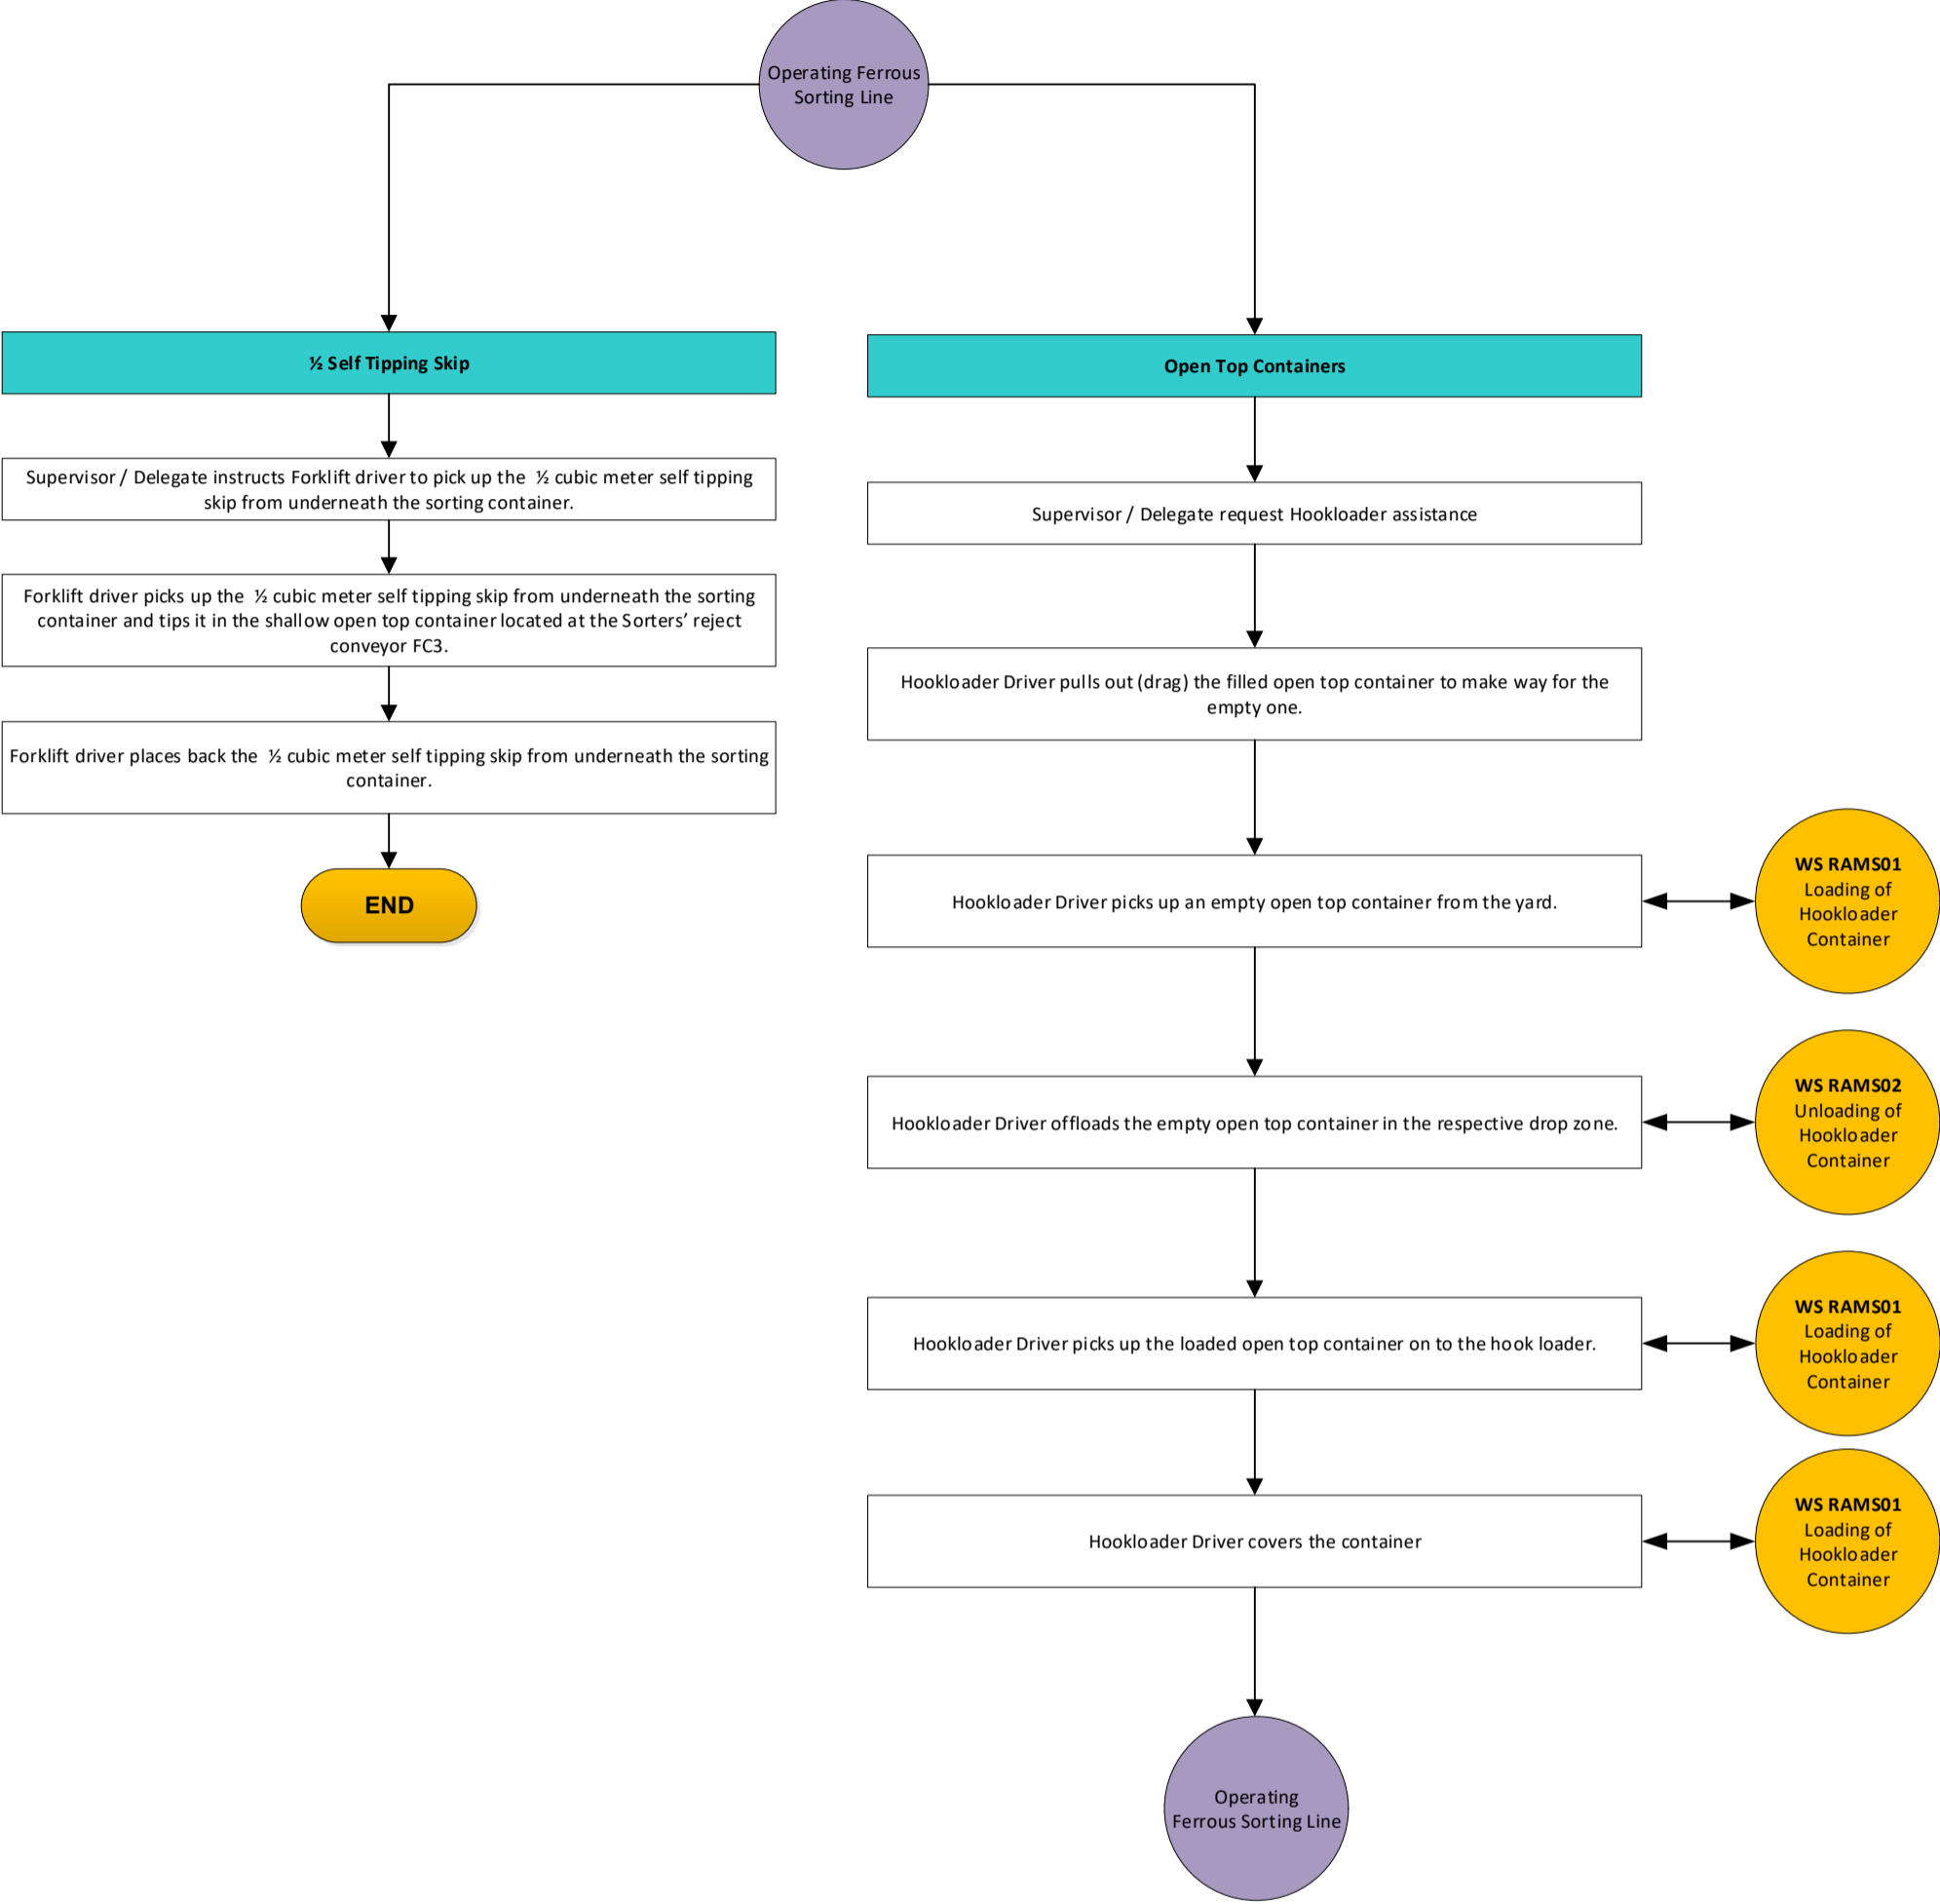 Operating Ferrous
Sorting Line
½ Self Tipping Skip
Supervisor / Delegate instructs Forklift driver to pick up the ½ cubic meter self tipping
skip from underneath the sorting container.
Forklift driver picks up the ½ cubic meter self tipping skip from underneath the sorting
container and tips it in the shallow open top container located at the Sorters’ reject
conveyor FC3.
Forklift driver places back the ½ cubic meter self tipping skip from underneath the sorting
container.
END
Open Top Containers
Supervisor / Delegate request Hookloader assistance
Hookloader Driver pulls out (drag) the filled open top container to make way for the
empty one.
Hookloader Driver picks up an empty open top container from the yard.
WS RAMS01
Loading of
Hookloader
Container
Hookloader Driver offloads the empty open top container in the respective drop zone.
WS RAMS02
Unloading of
Hookloader
Container
Hookloader Driver picks up the loaded open top container on to the hook loader.
WS RAMS01
Loading of
Hookloader
Container
Hookloader Driver covers the container
WS RAMS01
Loading of
Hookloader
Container
Operating
Ferrous Sorting Line